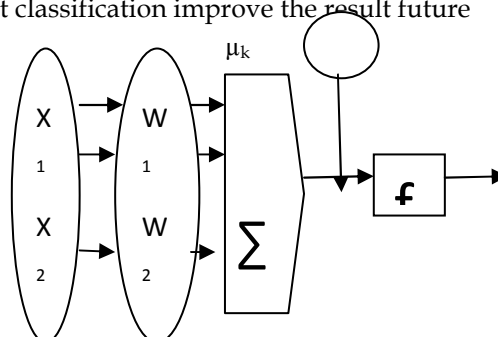 t classification improve the result future
μk
X W
1 1
X W
2 2
∑
f